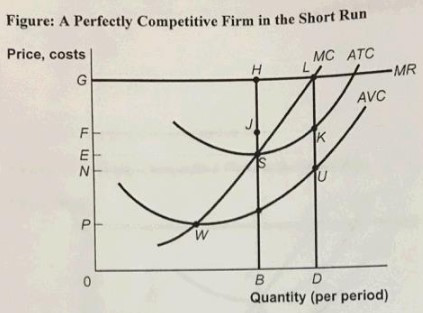 Figure: A Perfectly Competitive Firm in the Short Run
Price, costs
MC ATC
H
L
MR
G
AVC
J
F
K
E
S
N
U
P
W
0
B
D
Quantity (per period)